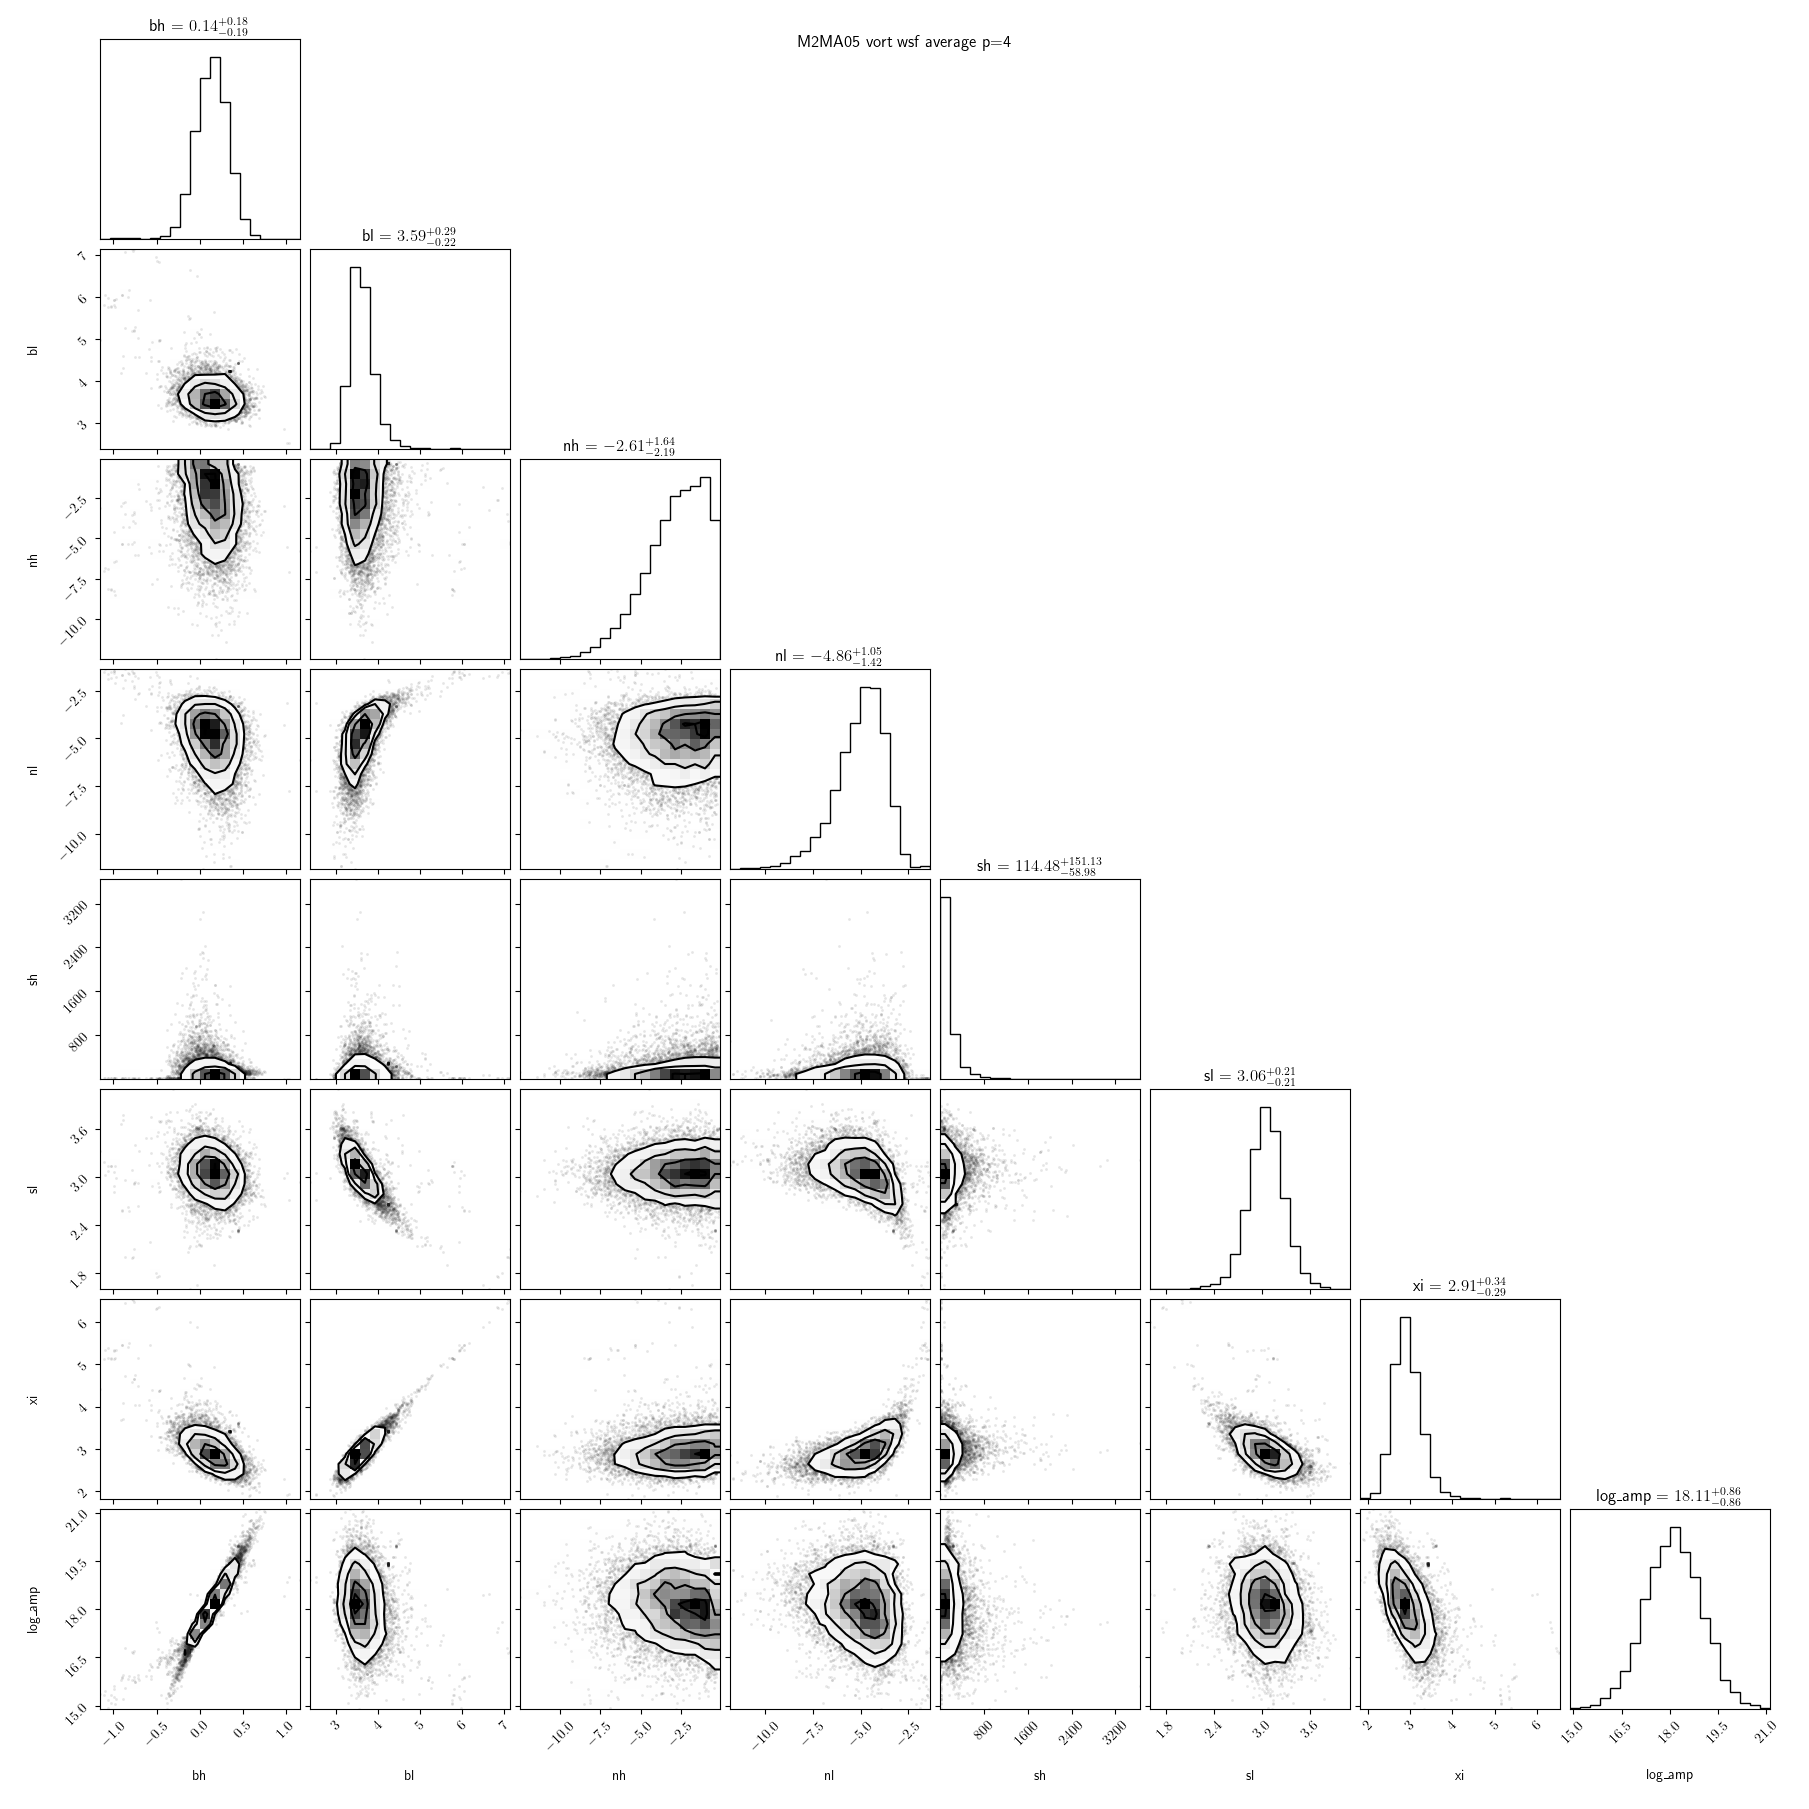 bh = 0.14+0.18 −0.19
M2MA05 vort wsf average p=4
bl = 3.59+0.29 −0.22
7
6
5
4
3
bl
nh = −2.61+1.64 −2.19
−2.5
−5.0
−7.5
−10.0
nh
nl = −4.86+1.05 −1.42
−2.5
−5.0
−7.5
−10.0
nl
sh = 114.48+151.13 −58.98
3200
2400
1600
800
sh
sl = 3.06+0.21 −0.21
3.6
3.0
2.4
1.8
sl
xi = 2.91+0.34 −0.29
6
5
4
3
2
xi
log_amp = 18.11+0.86 −0.86
21.0
19.5
18.0
16.5
15.0
log_amp
−1.0 −0.5 0.0 0.5 1.0 3 4 5 6 7 −10.0 −7.5 −5.0 −2.5 −10.0 −7.5 −5.0 −2.5 800 1600 2400 3200 1.8 2.4 3.0 3.6 2 3 4 5 6 15.0 16.5 18.0 19.5 21.0
bh bl nh nl sh sl xi log_amp